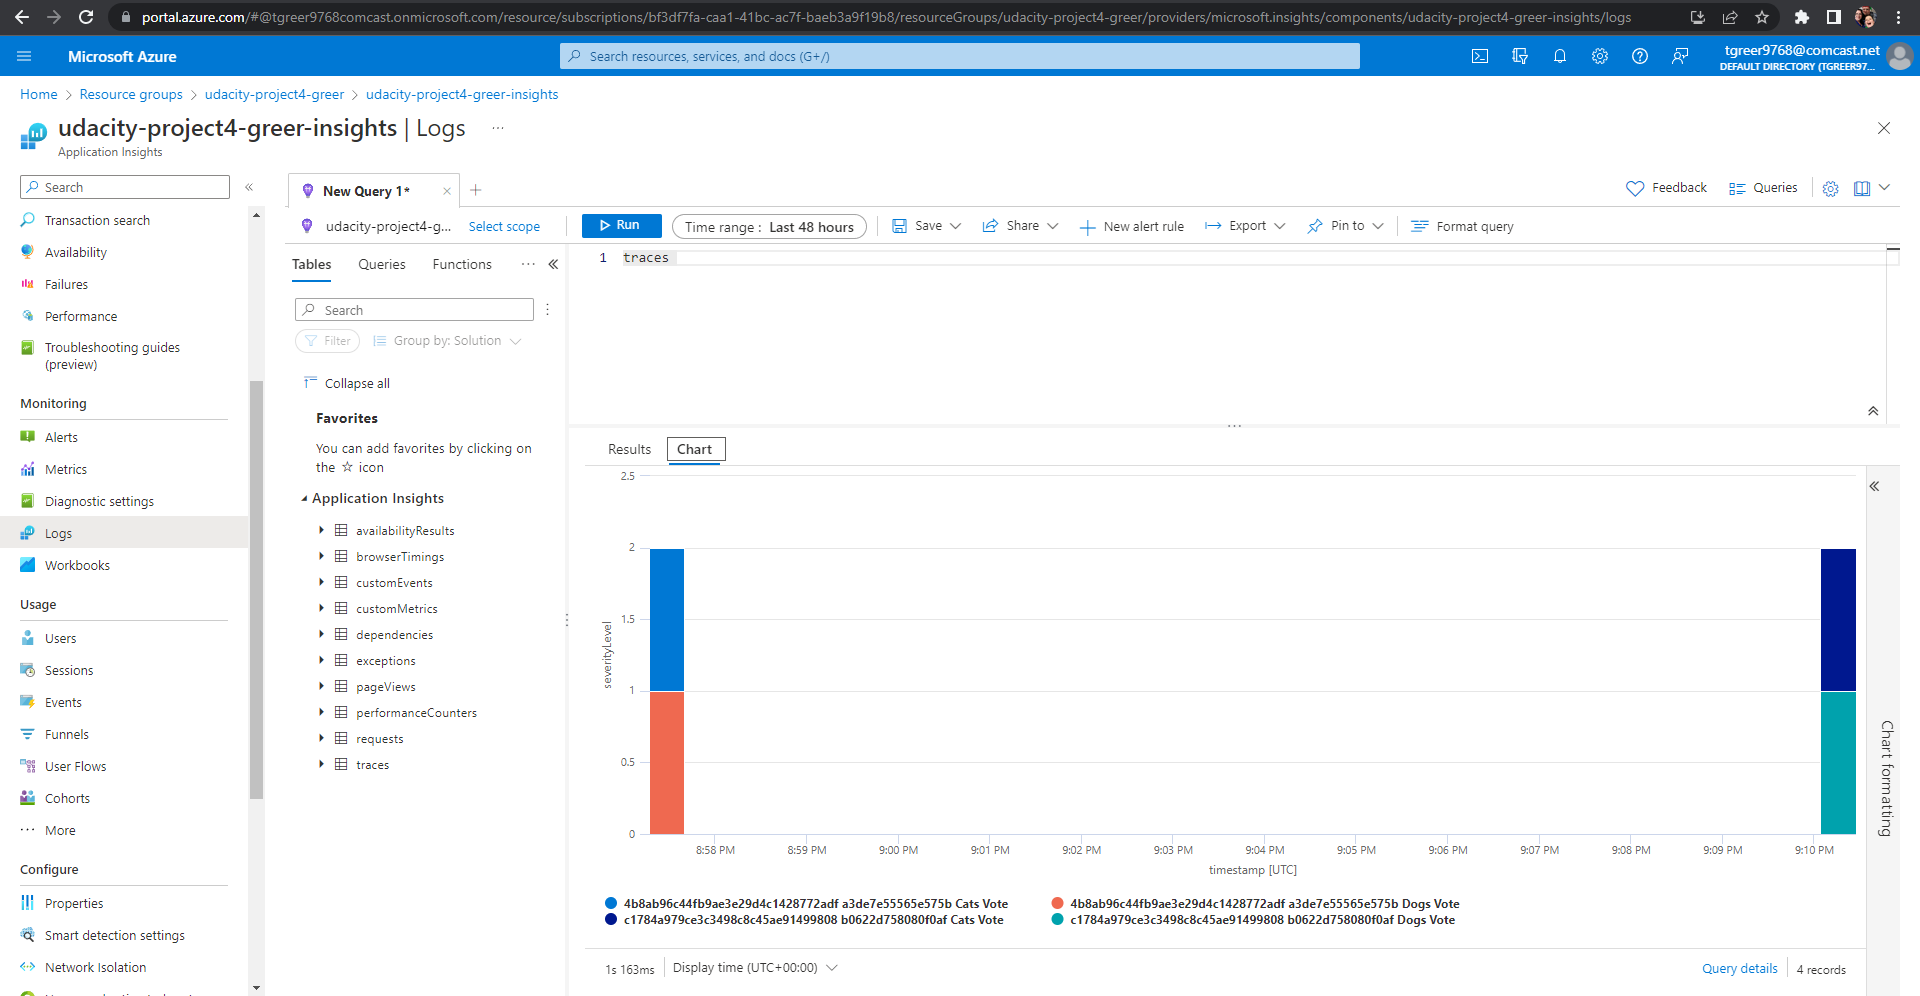 portal.azure.com/#@tgreer9768comcast.onmicrosoft.com/resource/subscriptions/bf3df7fa-caa1-41bc-ac7f-baeb3a9f19b8/resourceGroups/udacity-project4-greer/providers/microsoft.insights/components/udacity-project4-greer-insights/logs
Microsoft Azure
Search resources, services, and docs (G+/)
tgreer9768@comcast.net
DEFAULT DIRECTORY (TGREER97...
Home > Resource groups > udacity-project4-greer > udacity-project4-greer-insights
udacity-project4-greer-insights | Logs ...
Application Insights
Search
Transaction search
Availability
Failures
Performance
Troubleshooting guides
(preview)
Monitoring
Alerts
Metrics
Diagnostic settings
Logs
Workbooks
Usage
Users
Sessions
Events
Funnels
User Flows
Cohorts
More
Configure
Properties
Smart detection settings
Network Isolation
New Query 1*
Feedback
Queries
udacity-project4-g...
Select scope
Run
Time range : Last 48 hours
Save
Share
New alert rule
Export
Pin to
Format query
Tables
Queries
Functions
...
Search
Filter
Group by: Solution
Collapse all
Favorites
You can add favorites by clicking on
the ☆ icon
Application Insights
availabilityResults
browserTimings
customEvents
customMetrics
dependencies
exceptions
pageViews
performanceCounters
requests
traces
1 traces
Results
Chart
2.5
2
1.5
1
0.5
0
severityLevel
8:58 PM
8:59 PM
9:00 PM
9:01 PM
9:02 PM
9:03 PM
9:04 PM
9:05 PM
9:06 PM
9:07 PM
9:08 PM
9:09 PM
9:10 PM
timestamp [UTC]
4b8ab96c44fb9ae3e29d4c1428772adf a3de7e55565e575b Cats Vote
4b8ab96c44fb9ae3e29d4c1428772adf a3de7e55565e575b Dogs Vote
c1784a979ce3c3498c8c45ae91499808 b0622d758080f0af Cats Vote
c1784a979ce3c3498c8c45ae91499808 b0622d758080f0af Dogs Vote
Chart formatting
1s 163ms
Display time (UTC+00:00)
Query details
4 records